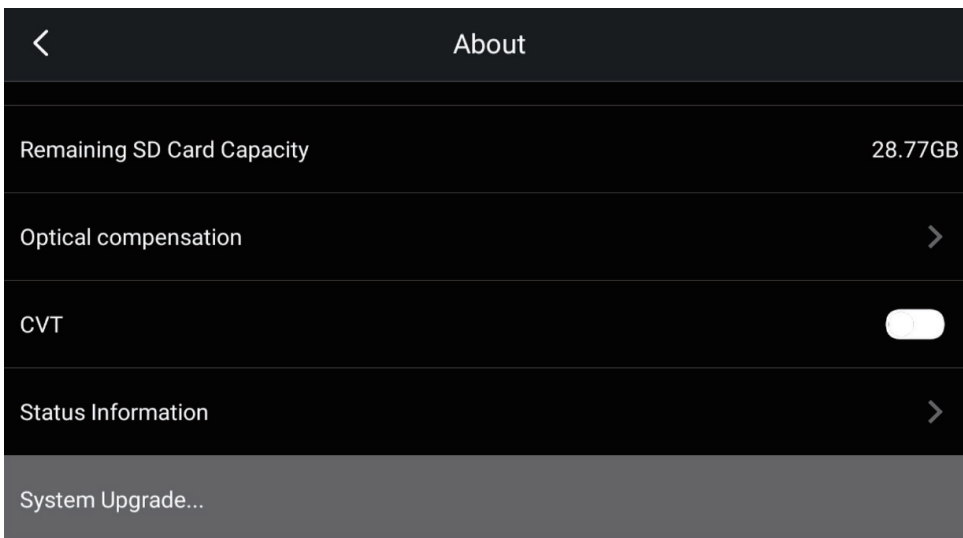 About
Remaining SD Card Capacity 28.77GB
Optical compensation
CVT
Status Information
System Upgrade...